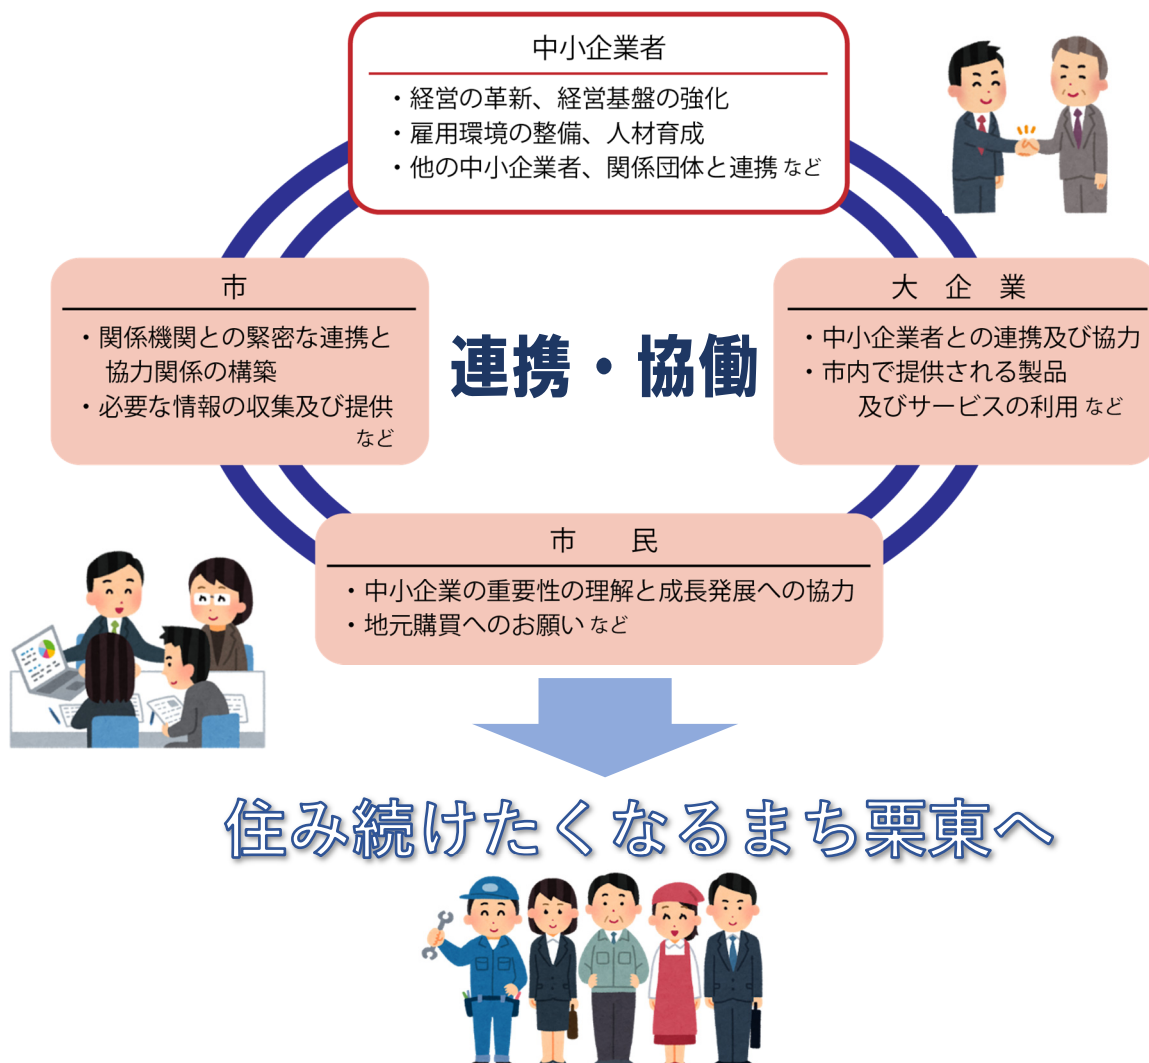 中小企業者
・経営の革新、経営基盤の強化
・雇用環境の整備、人材育成
・他の中小企業者、関係団体と連携 など
市
・関係機関との緊密な連携と
協力関係の構築
・必要な情報の収集及び提供
など
連携・協働
大 企 業
・中小企業者との連携及び協力
・市内で提供される製品
及びサービスの利用 など
市 民
・中小企業の重要性の理解と成長発展への協力
・地元購買へのお願い など
住み続けたくなるまち栗東へ